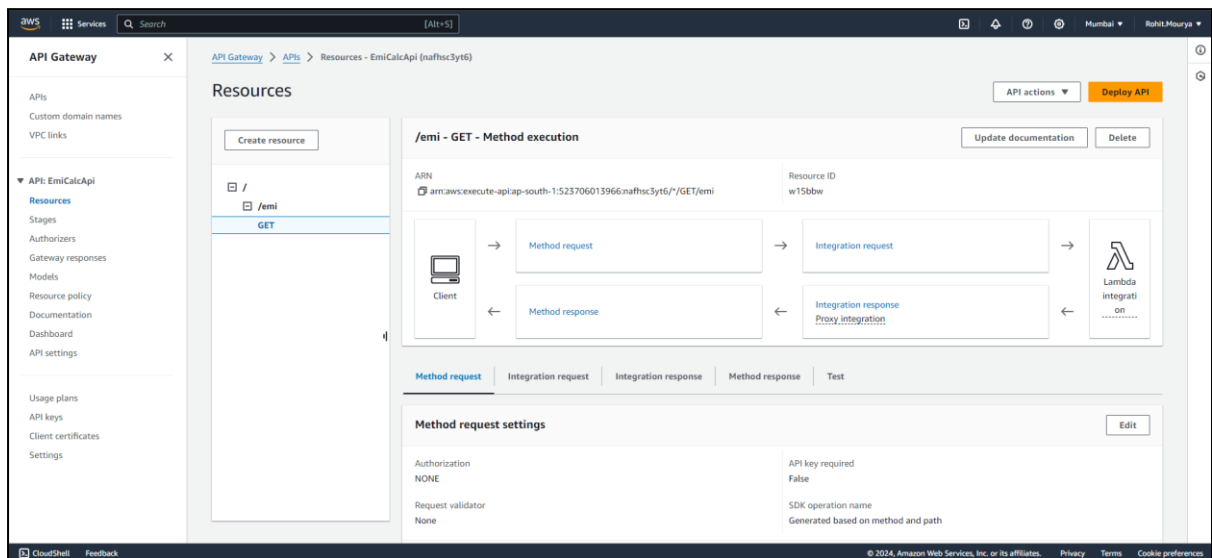 aws
Services
Search
[Alt+S]
Mumbai ▼
Rohit.Mourya ▼
API Gateway
APIs
Custom domain names
VPC links
▼ API: EmiCalcApi
Resources
Stages
Authorizers
Gateway responses
Models
Resource policy
Documentation
Dashboard
API settings
Usage plans
API keys
Client certificates
Settings
API Gateway > APIs > Resources - EmiCalcApi (nafhsc3yt6)
Resources
API actions ▼
Deploy API
Create resource
/
/emi
GET
/emi - GET - Method execution
Update documentation
Delete
ARN
arn:aws:execute-api:ap-south-1:523706013966:nafhsc3yt6/*/GET/emi
Resource ID
w15bbw
Client
Method request
Integration request
Method response
Integration response
Proxy integration
Lambda
integrati
on
Method request
Integration request
Integration response
Method response
Test
Method request settings
Edit
Authorization
NONE
API key required
False
Request validator
None
SDK operation name
Generated based on method and path
CloudShell
Feedback
© 2024, Amazon Web Services, Inc. or its affiliates.
Privacy
Terms
Cookie preferences